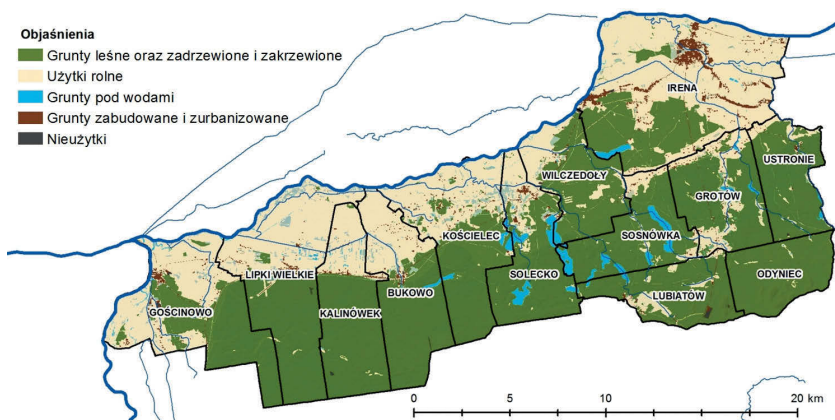 Objaśnienia
Grunty leśne oraz zadrzewione i zakrzewione
Użytki rolne
Grunty pod wodami
Grunty zabudowane i zurbanizowane
Nieużytki
IRENA
USTRONIE
WILCZEDOŁY
GROTÓW
KOŚCIELEC
SOSNÓWKA
LIPKI WIELKIE
SOLECKO
ODYNIEC
BUKOWO
LUBIATÓW
GOŚCINOWO
KALINÓWEK
0 5 10 20 km